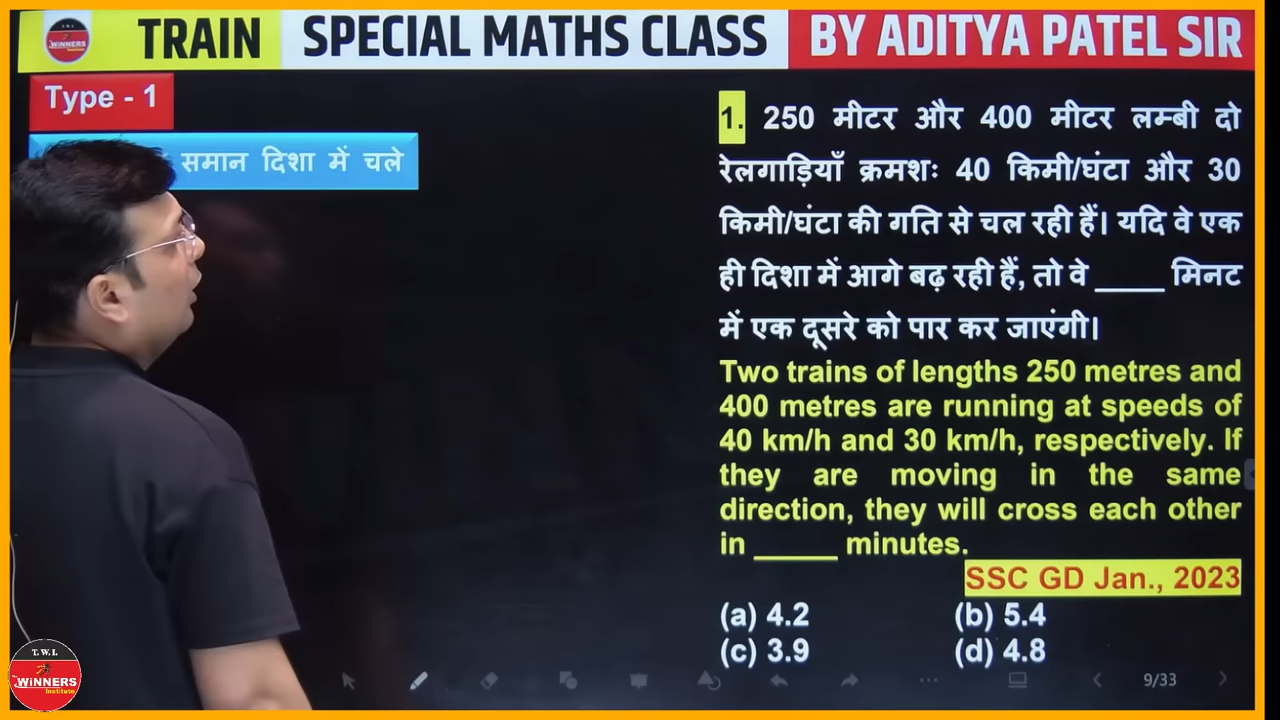 WiNNERS
TRAIN SPECIAL MATHS CLASS BY ADITYA PATEL SIR
Type - 1
समान दिशा में चले
1. 250 मीटर और 400 मीटर लम्बी दो
रेलगाड़ियाँ क्रमशः 40 किमी/घंटा और 30
किमी/घंटा की गति से चल रही हैं। यदि वे एक
ही दिशा में आगे बढ़ रही हैं, तो वे _____ मिनट
में एक दूसरे को पार कर जाएंगी।
Two trains of lengths 250 metres and
400 metres are running at speeds of
40 km/h and 30 km/h, respectively. If
they are moving in the same
direction, they will cross each other
in _____ minutes.
SSC GD Jan., 2023
(a) 4.2 (b) 5.4
(c) 3.9 (d) 4.8
9/33
T.W.I.
The
WiNNERS
Institute